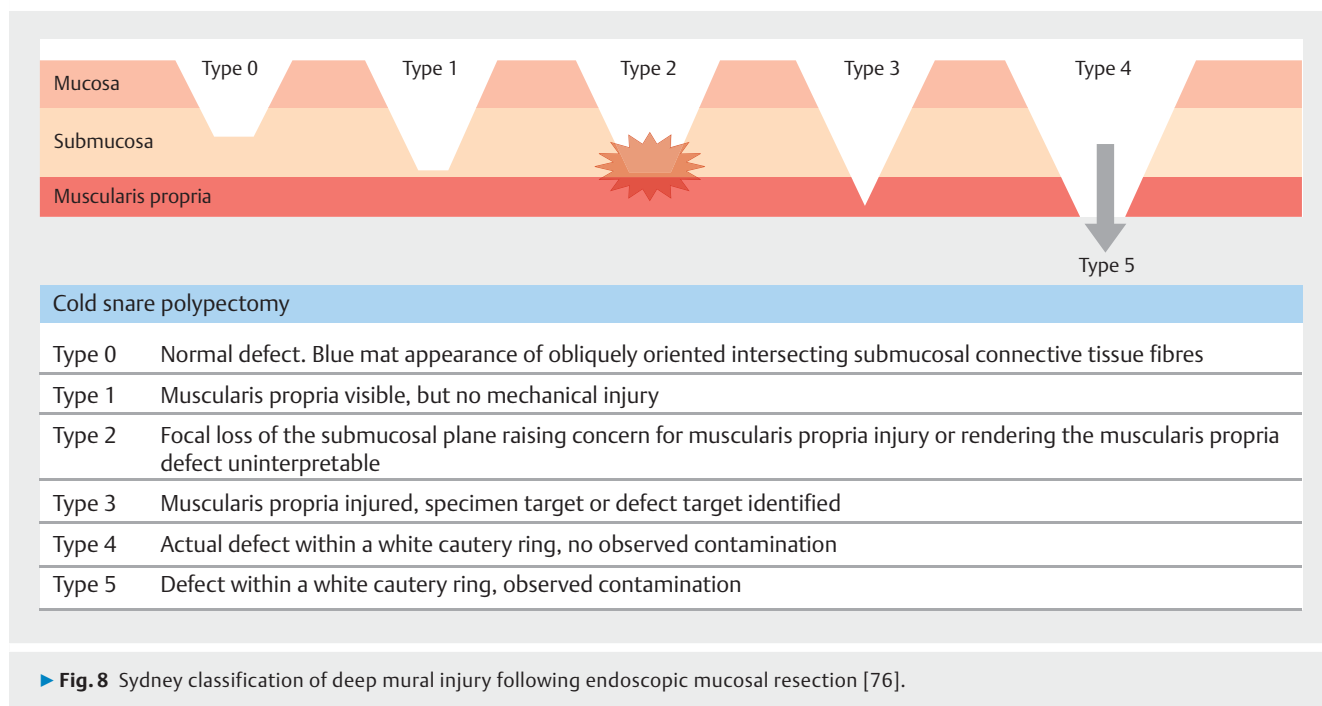 Type 0 Type 1 Type 2 Type 3 Type 4
Mucosa
Submucosa
Muscularis propria
Type 5
Cold snare polypectomy
Type 0 Normal defect. Blue mat appearance of obliquely oriented intersecting submucosal connective tissue fibres
Type 1 Muscularis propria visible, but no mechanical injury
Type 2 Focal loss of the submucosal plane raising concern for muscularis propria injury or rendering the muscularis propria
defect uninterpretable
Type 3 Muscularis propria injured, specimen target or defect target identified
Type 4 Actual defect within a white cautery ring, no observed contamination
Type 5 Defect within a white cautery ring, observed contamination
▶ Fig. 8 Sydney classification of deep mural injury following endoscopic mucosal resection [76].